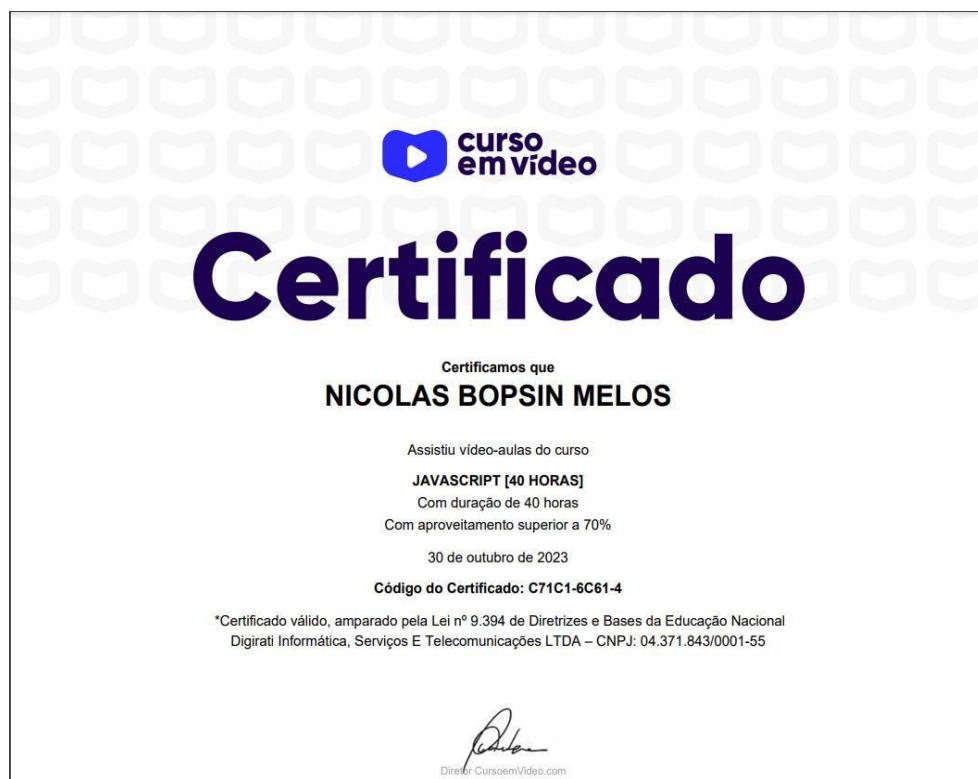 curso
em vídeo
Certificado
Certificamos que
NICOLAS BOPSIN MELOS
Assistiu vídeo-aulas do curso
JAVASCRIPT [40 HORAS]
Com duração de 40 horas
Com aproveitamento superior a 70%
30 de outubro de 2023
Código do Certificado: C71C1-6C61-4
*Certificado válido, amparado pela Lei nº 9.394 de Diretrizes e Bases da Educação Nacional
Digirati Informática, Serviços E Telecomunicações LTDA – CNPJ: 04.371.843/0001-55
Diretor CursoemVideo.com